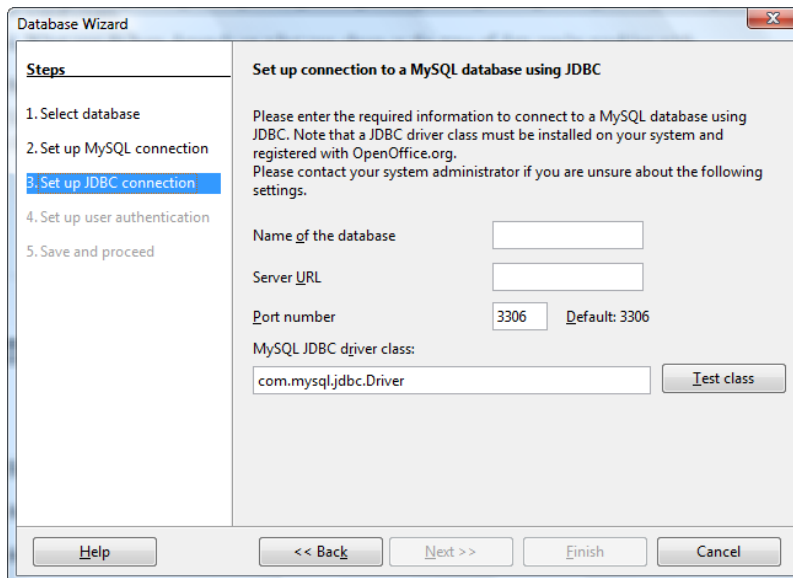 Database Wizard
Steps
1. Select database
2. Set up MySQL connection
3. Set up JDBC connection
4. Set up user authentication
5. Save and proceed
Set up connection to a MySQL database using JDBC
Please enter the required information to connect to a MySQL database using
JDBC. Note that a JDBC driver class must be installed on your system and
registered with OpenOffice.org.
Please contact your system administrator if you are unsure about the following
settings.
Name of the database
Server URL
Port number 3306 Default: 3306
MySQL JDBC driver class:
com.mysql.jdbc.Driver Test class
Help << Back Next >> Finish Cancel